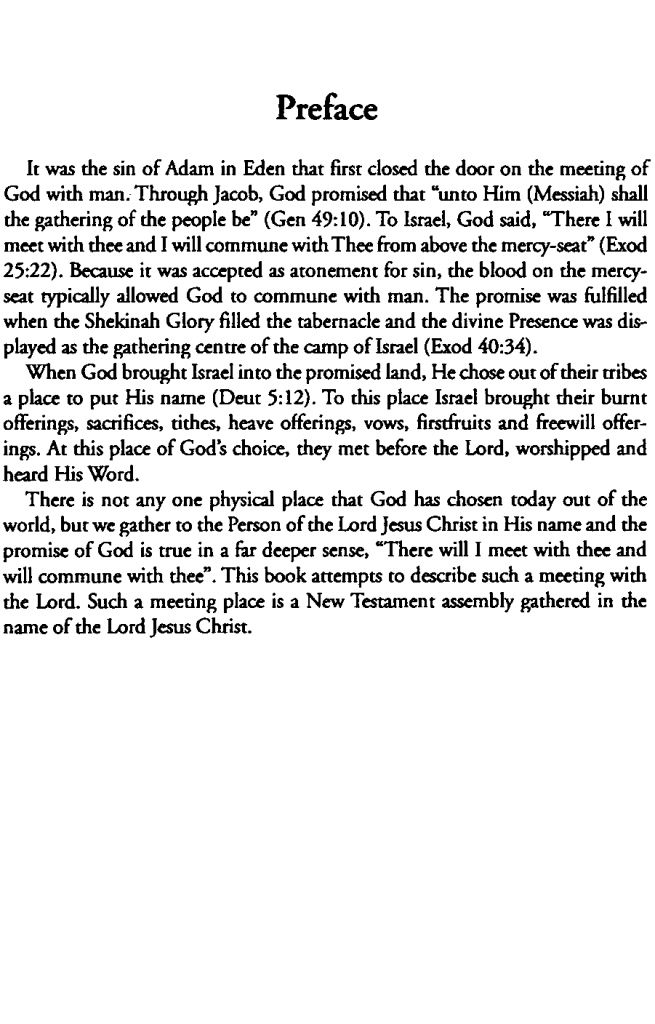 Preface
It was the sin of Adam in Eden that first closed the door on the meeting of
God with man. Through Jacob, God promised that “unto Him (Messiah) shall
the gathering of the people be” (Gen 49:10). To Israel, God said, “There I will
meet with thee and I will commune with Thee from above the mercy-seat” (Exod
25:22). Because it was accepted as atonement for sin, the blood on the mercy-
seat typically allowed God to commune with man. The promise was fulfilled
when the Shekinah Glory filled the tabernacle and the divine Presence was dis-
played as the gathering centre of the camp of Israel (Exod 40:34).
When God brought Israel into the promised land, He chose out of their tribes
a place to put His name (Deut 5:12). To this place Israel brought their burnt
offerings, sacrifices, tithes, heave offerings, vows, firstfruits and freewill offer-
ings. At this place of God’s choice, they met before the Lord, worshipped and
heard His Word.
There is not any one physical place that God has chosen today out of the
world, but we gather to the Person of the Lord Jesus Christ in His name and the
promise of God is true in a far deeper sense, “There will I meet with thee and
will commune with thee”. This book attempts to describe such a meeting with
the Lord. Such a meeting place is a New Testament assembly gathered in the
name of the Lord Jesus Christ.